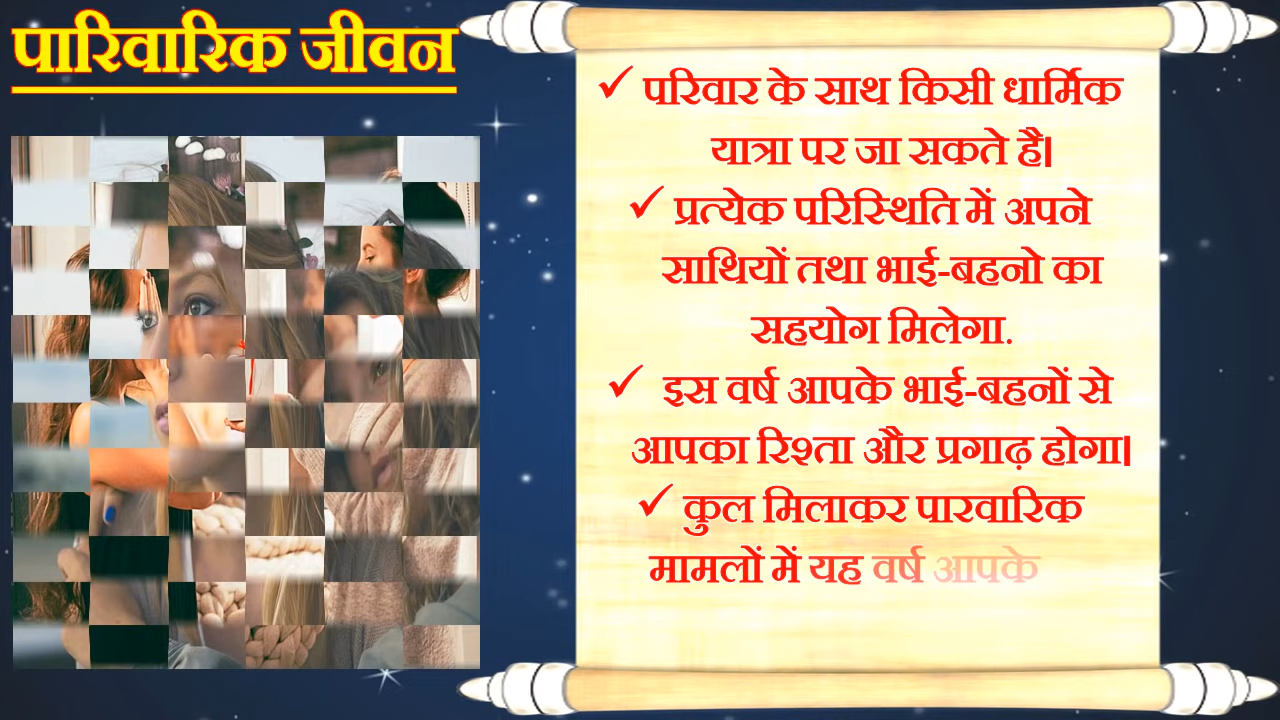 पारिवारिक जीवन
✓ परिवार के साथ किसी धार्मिक
यात्रा पर जा सकते है।
✓ प्रत्येक परिस्थिति में अपने
साथियों तथा भाई-बहनो का
सहयोग मिलेगा.
✓ इस वर्ष आपके भाई-बहनों से
आपका रिश्ता और प्रगाढ़ होगा।
✓ कुल मिलाकर पारवारिक
मामलों में यह वर्ष आपके